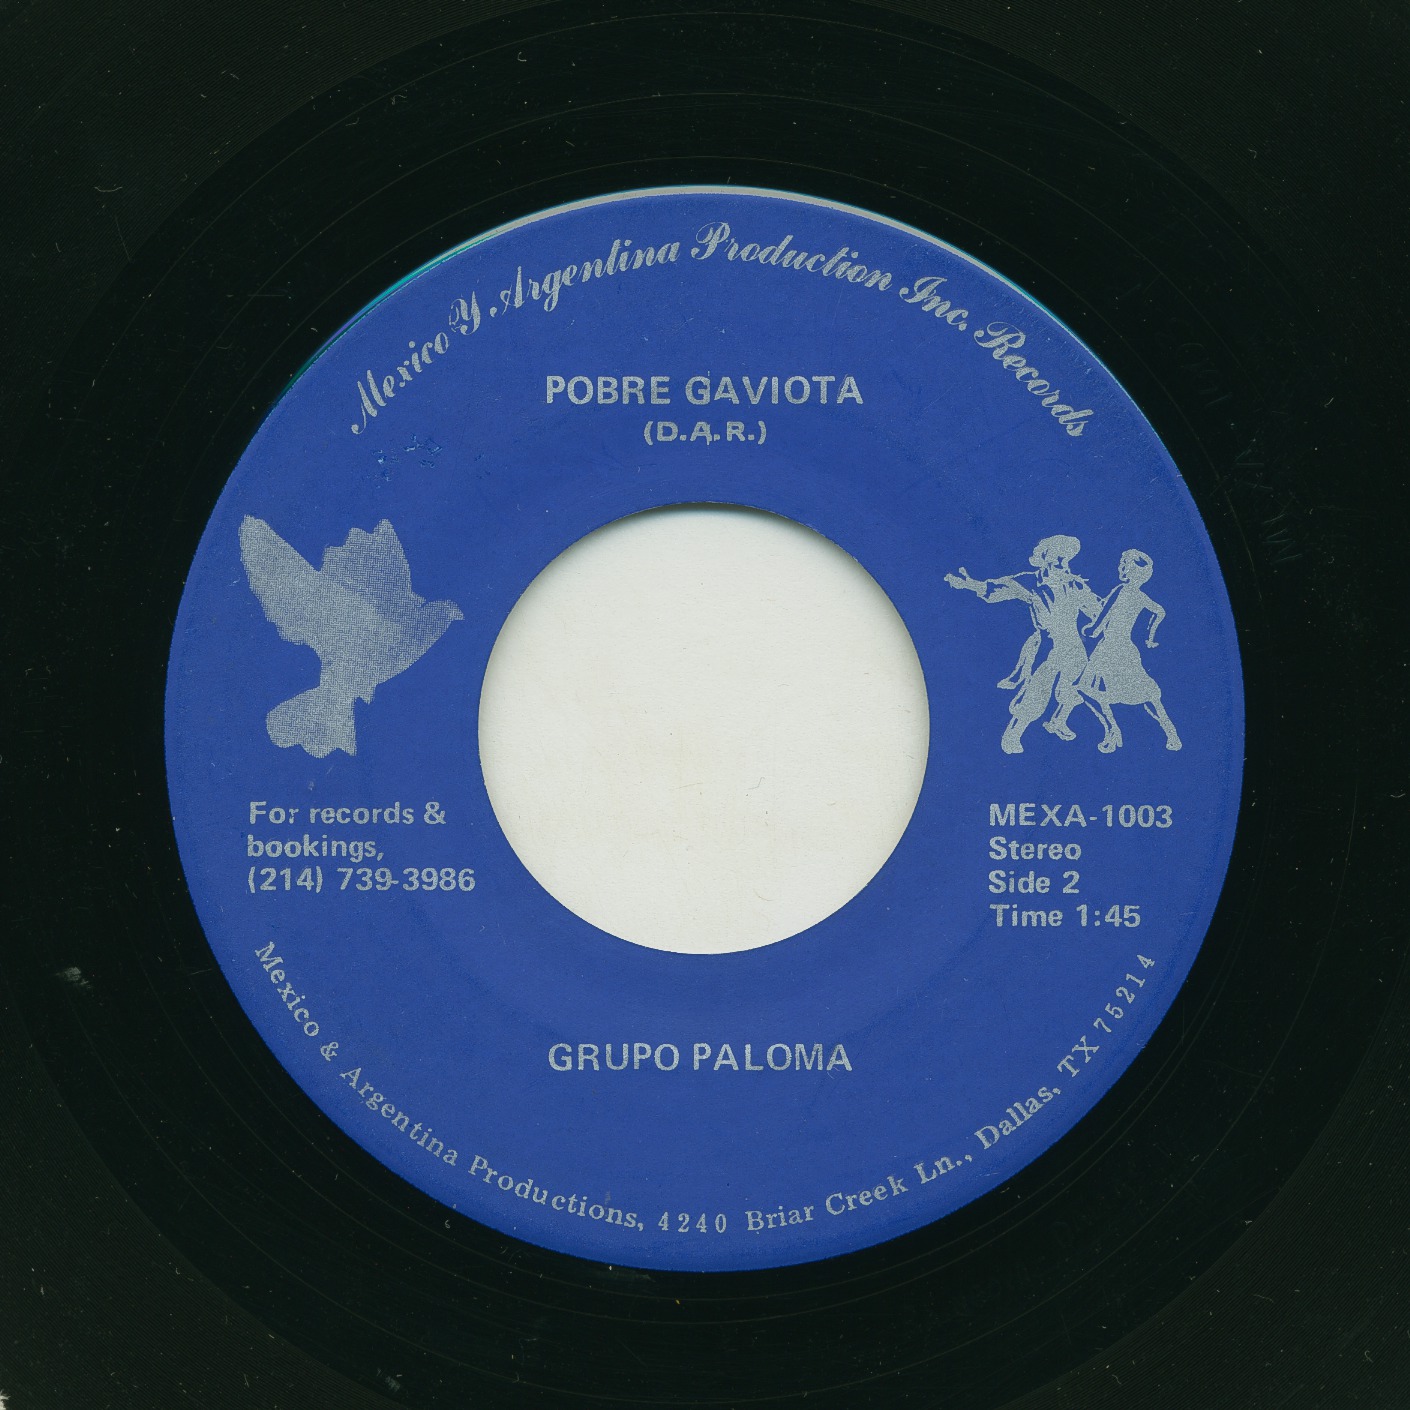 Mexico Y Argentina Production Inc. Records
POBRE GAVIOTA
(D.A.R.)
For records &
bookings,
(214) 739-3986
MEXA-1003
Stereo
Side 2
Time 1:45
GRUPO PALOMA
Mexico & Argentina Productions, 4240 Briar Creek Ln., Dallas, TX 75214